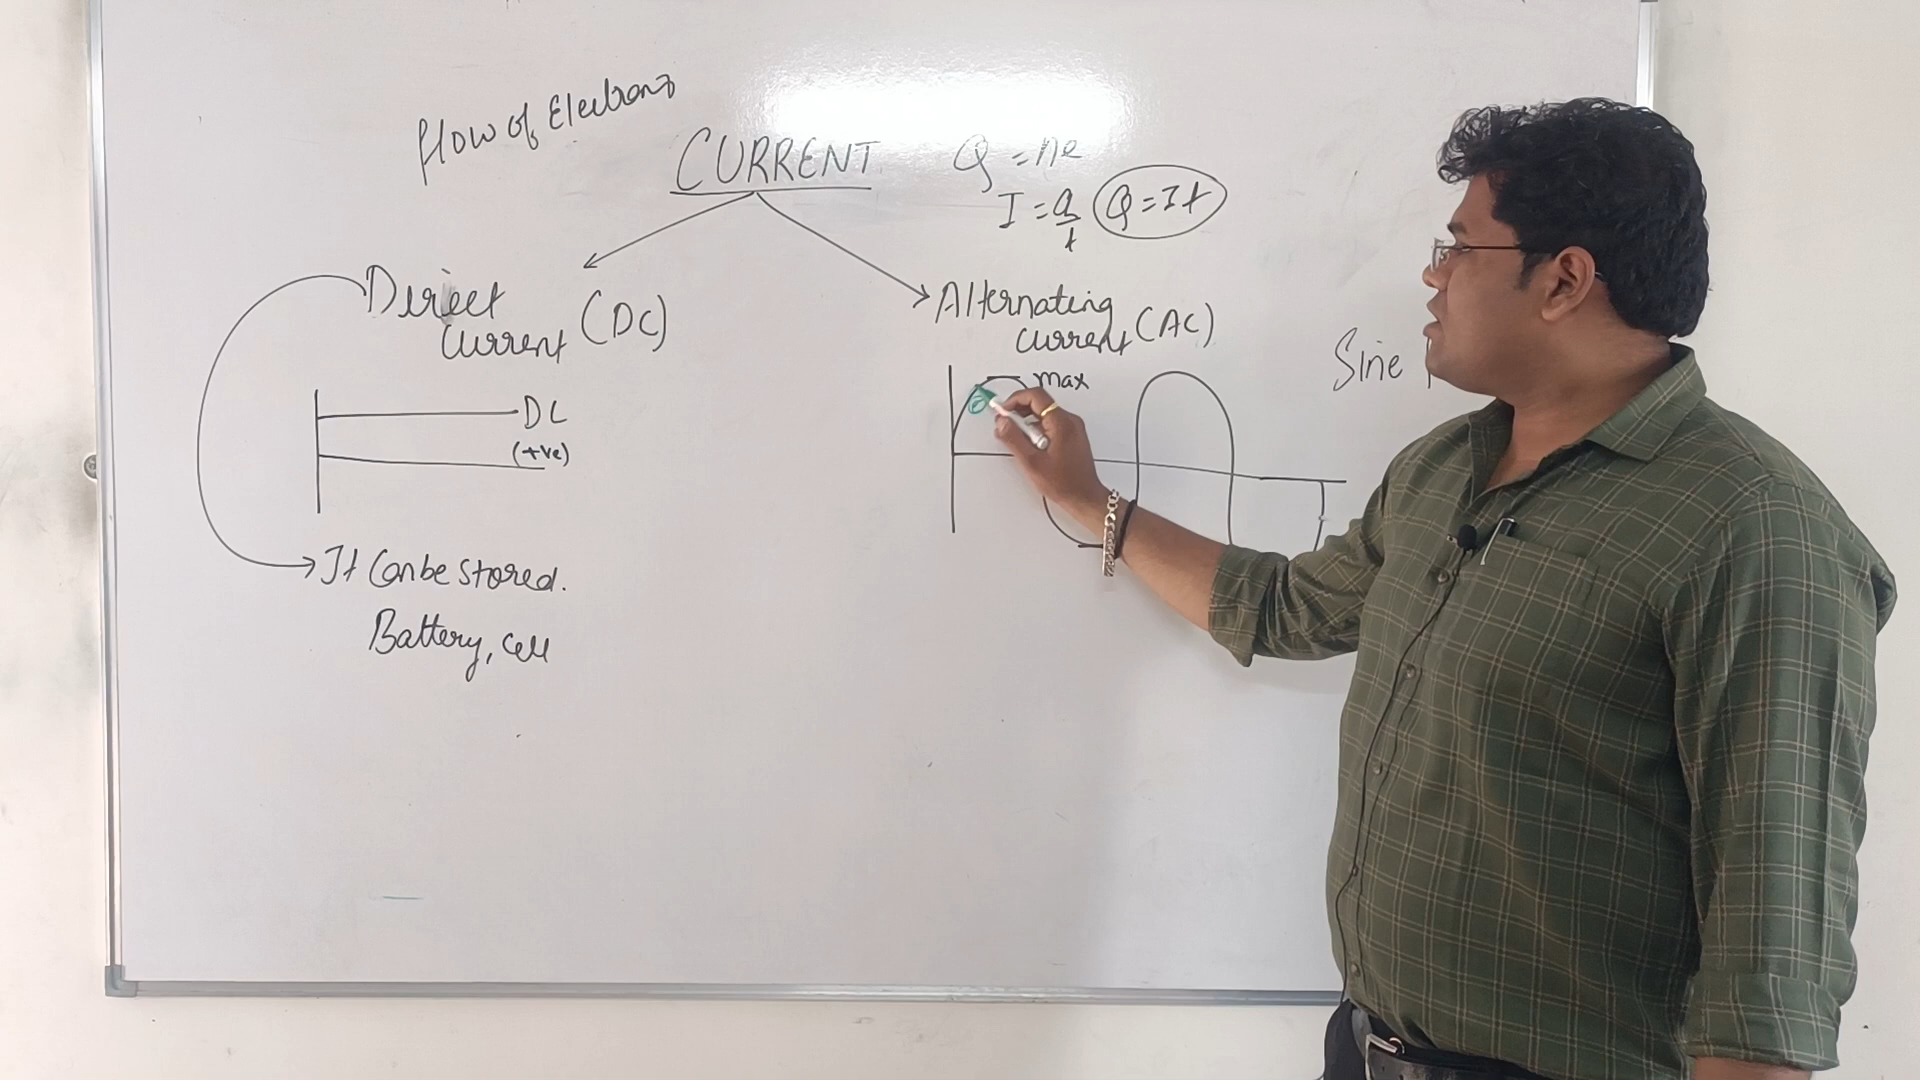 flow of Electrons
CURRENT
Q = ne
I = Q/t Q = It
Direct
Current (DC)
Alternating
Current (AC)
Sine
max
DC
(+ve)
It Can be stored.
Battery, Cell